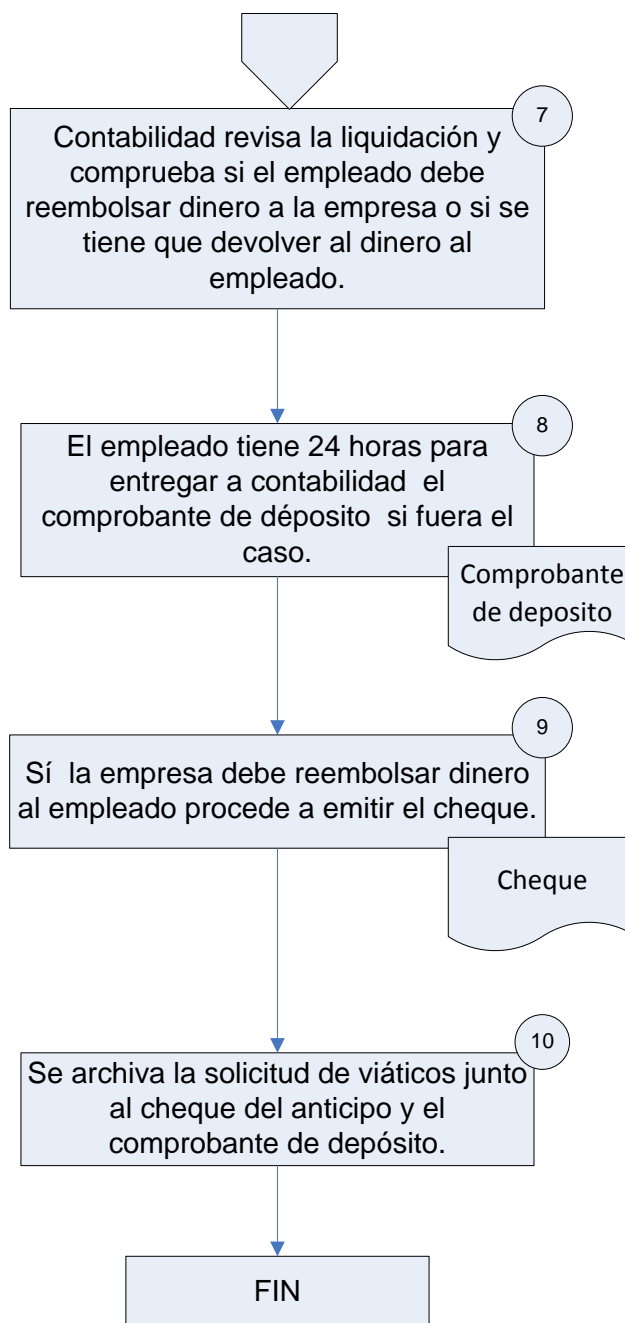 7
Contabilidad revisa la liquidación y
comprueba si el empleado debe
reembolsar dinero a la empresa o si se
tiene que devolver al dinero al
empleado.
8
El empleado tiene 24 horas para
entregar a contabilidad el
comprobante de déposito si fuera el
caso.
Comprobante
de deposito
9
Sí la empresa debe reembolsar dinero
al empleado procede a emitir el cheque.
Cheque
10
Se archiva la solicitud de viáticos junto
al cheque del anticipo y el
comprobante de depósito.
FIN